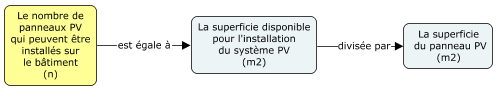 Le nombre de
panneaux PV
qui peuvent être
installés sur
le bâtiment
(n)
est égale à
La superficie disponible
pour l'installation
du système PV
(m2)
divisée par
La superficie
du panneau PV
(m2)